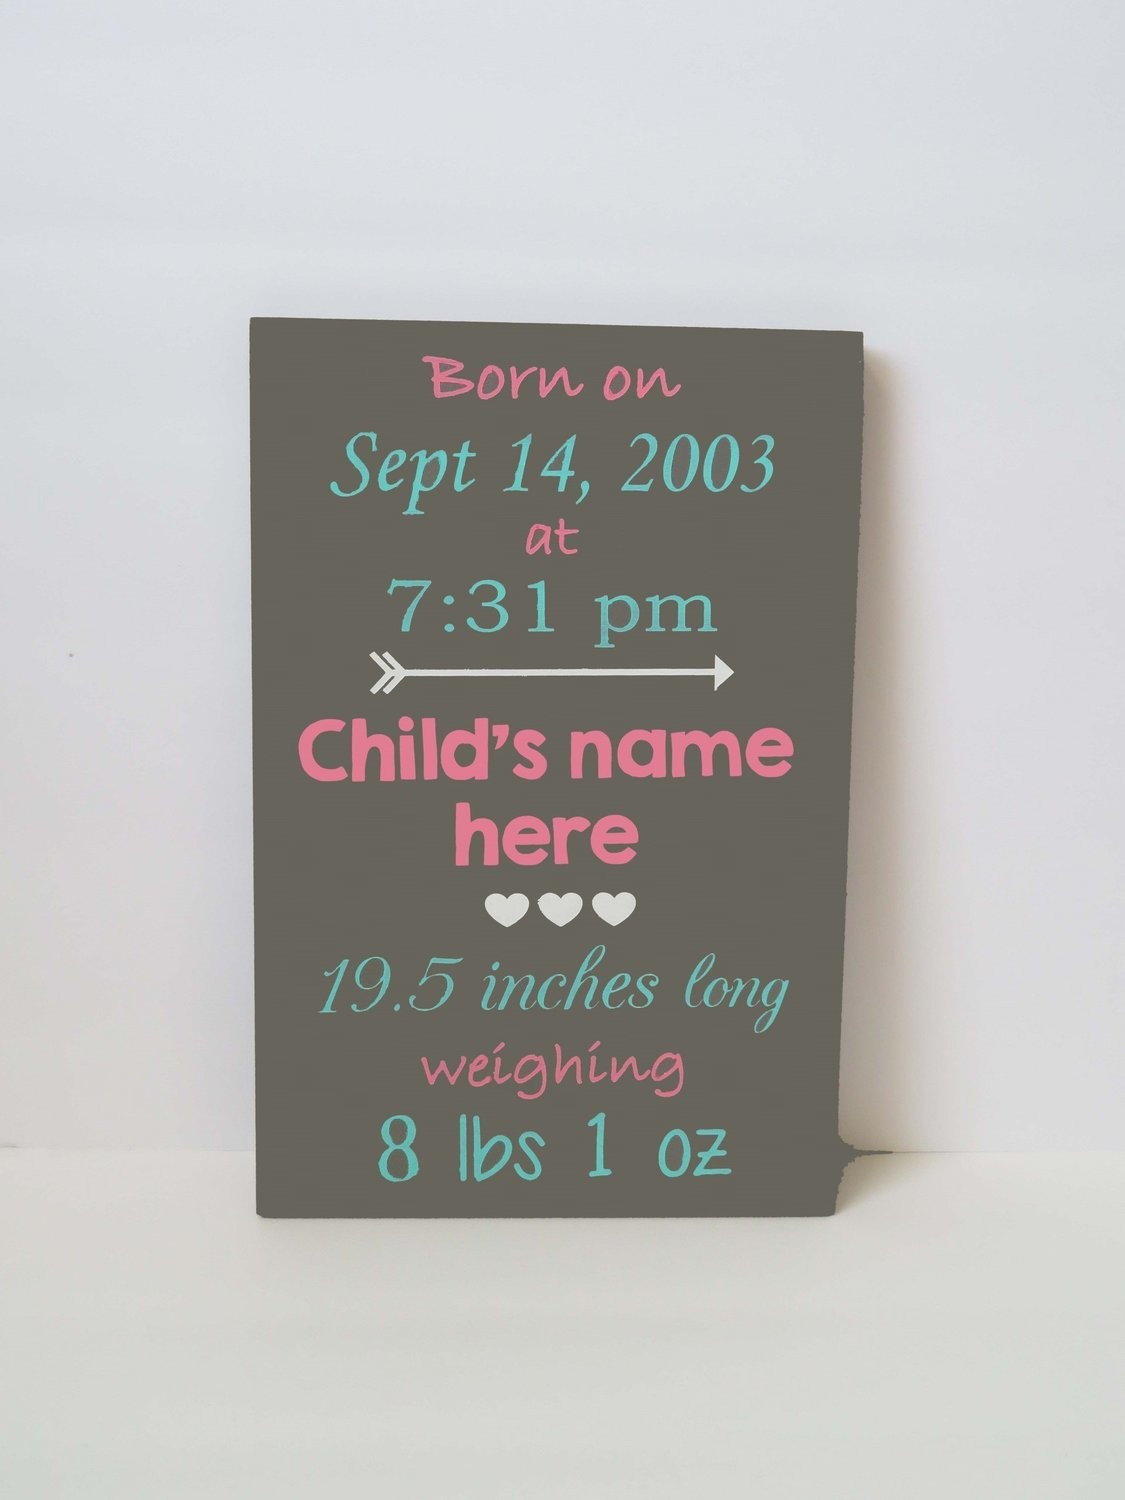 Born on
Sept 14, 2003
at
7:31 pm
Child's name
here
19.5 inches long
weighing
8 lbs 1 oz